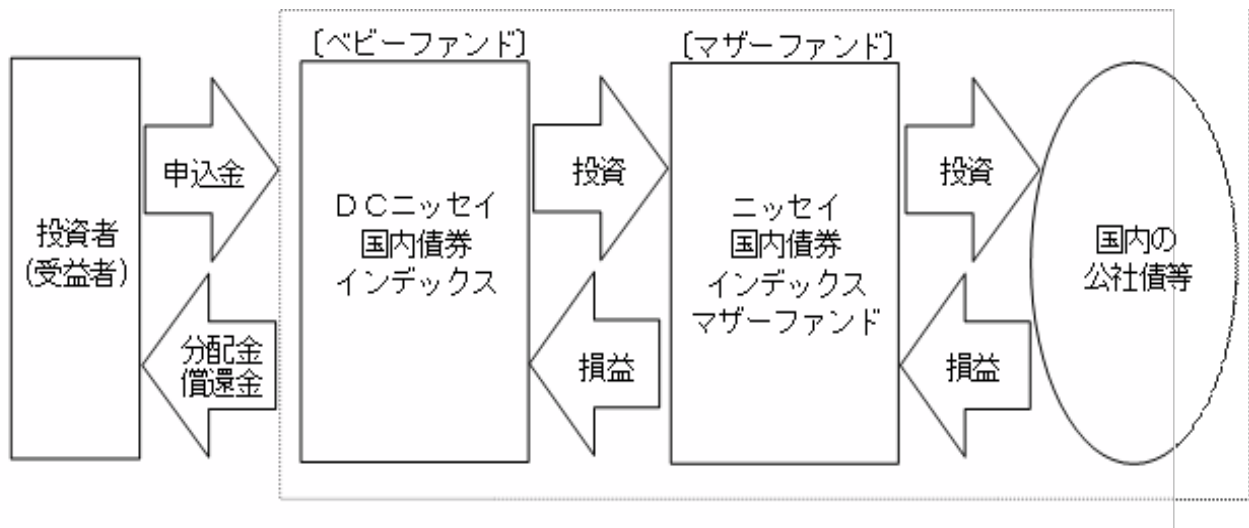 〔ベビーファンド〕
〔マザーファンド〕
投資者
(受益者)
申込金
分配金
償還金
ＤＣニッセイ
国内債券
インデックス
投資
損益
ニッセイ
国内債券
インデックス
マザーファンド
投資
損益
国内の
公社債等